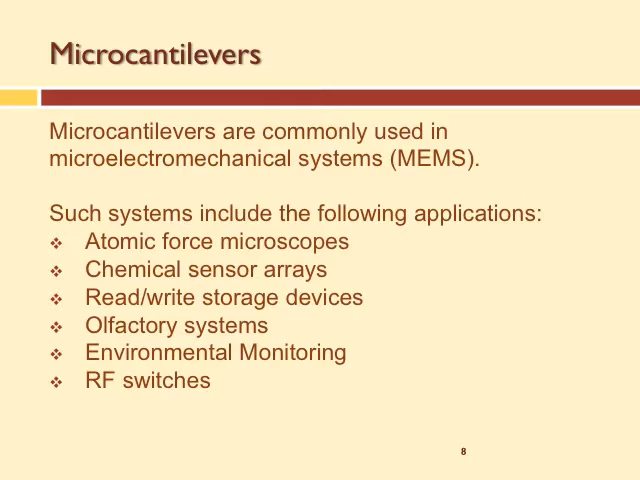 Microcantilevers
Microcantilevers are commonly used in
microelectromechanical systems (MEMS).
Such systems include the following applications:
❖ Atomic force microscopes
❖ Chemical sensor arrays
❖ Read/write storage devices
❖ Olfactory systems
❖ Environmental Monitoring
❖ RF switches
8